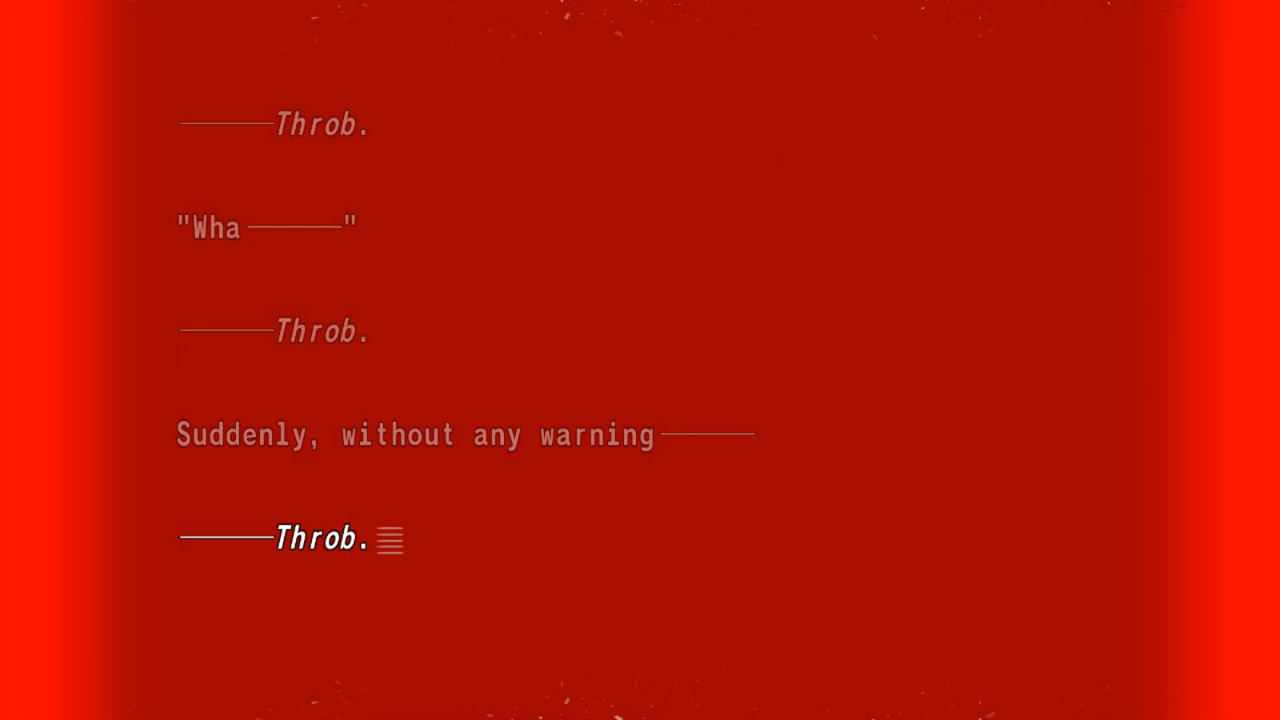 ———Throb.
"Wha———"
———Throb.
Suddenly, without any warning———
———Throb.